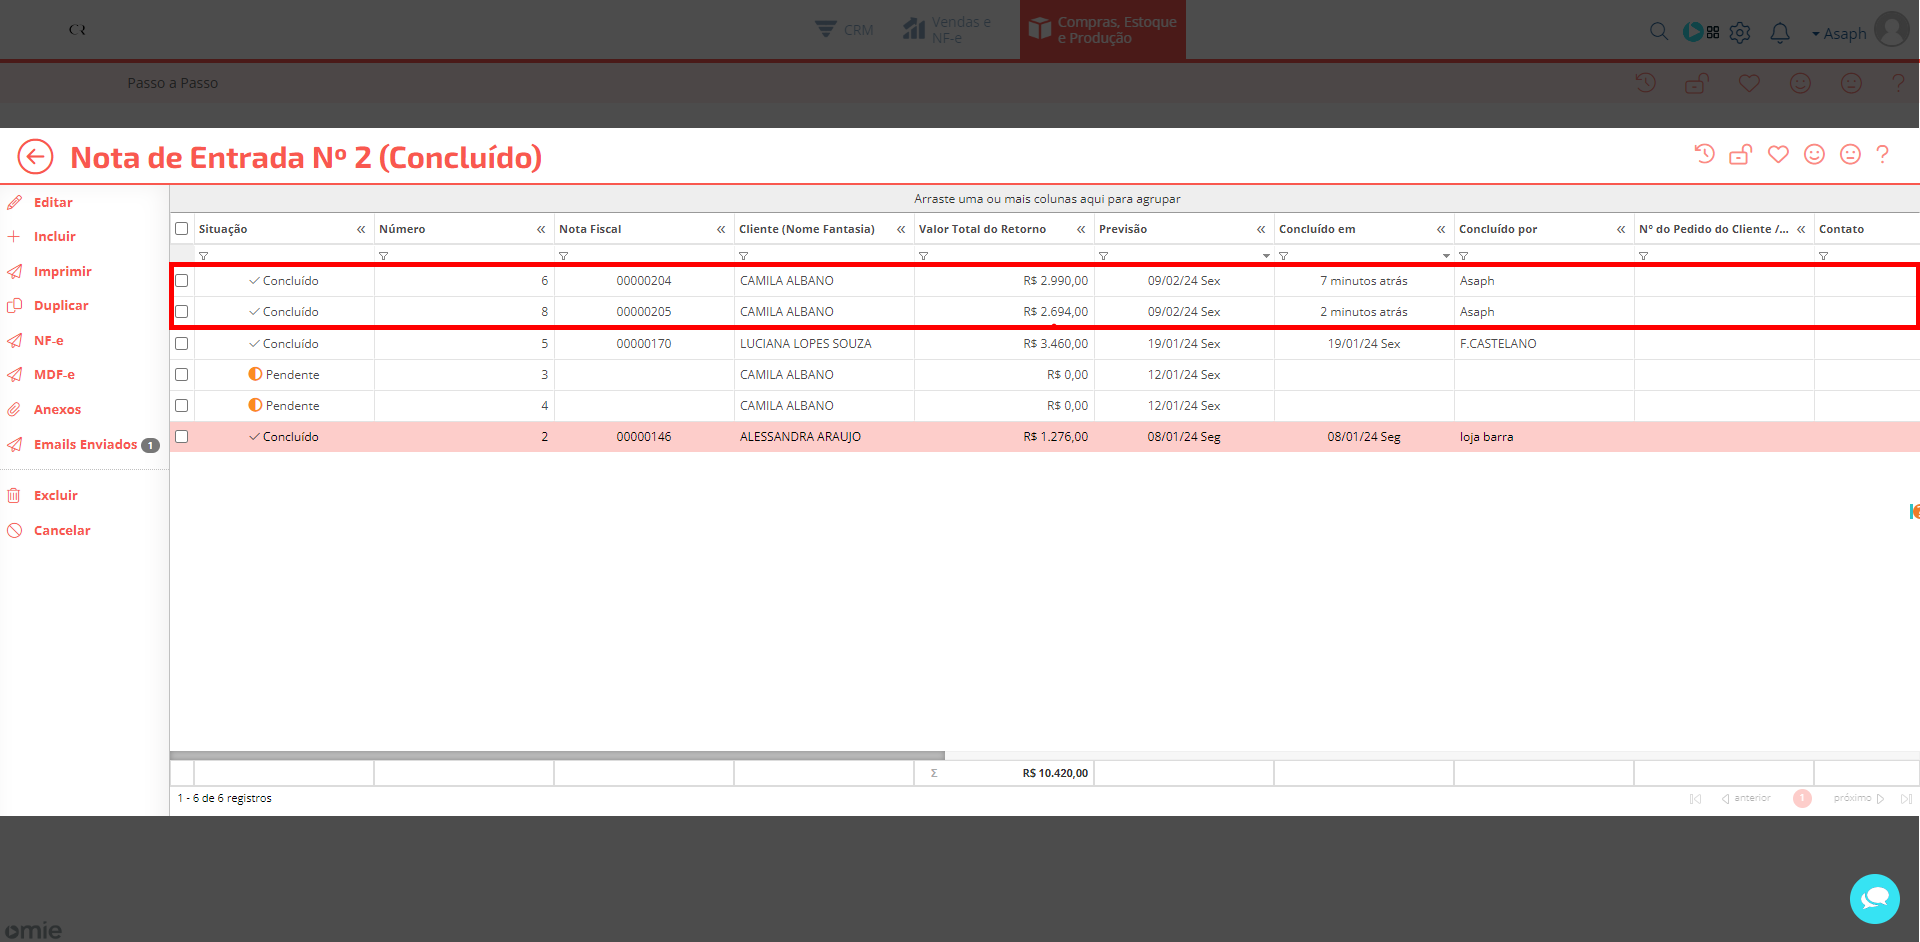 CR
CRM
Vendas e
NF-e
Compras, Estoque
e Produção
Asaph
Passo a Passo
?
Nota de Entrada Nº 2 (Concluído)
?
Editar
Incluir
Imprimir
Duplicar
NF-e
MDF-e
Anexos
Emails Enviados 1
Excluir
Cancelar
Arraste uma ou mais colunas aqui para agrupar
Situação « Número « Nota Fiscal « Cliente (Nome Fantasia) « Valor Total do Retorno « Previsão « Concluído em « Concluído por « Nº do Pedido do Cliente /... « Contato
Concluído 6 00000204 CAMILA ALBANO R$ 2.990,00 09/02/24 Sex 7 minutos atrás Asaph
Concluído 8 00000205 CAMILA ALBANO R$ 2.694,00 09/02/24 Sex 2 minutos atrás Asaph
Concluído 5 00000170 LUCIANA LOPES SOUZA R$ 3.460,00 19/01/24 Sex 19/01/24 Sex F.CASTELANO
Pendente 3 CAMILA ALBANO R$ 0,00 12/01/24 Sex
Pendente 4 CAMILA ALBANO R$ 0,00 12/01/24 Sex
Concluído 2 00000146 ALESSANDRA ARAUJO R$ 1.276,00 08/01/24 Seg 08/01/24 Seg loja barra
Σ R$ 10.420,00
1 - 6 de 6 registros
anterior 1 próximo
omie